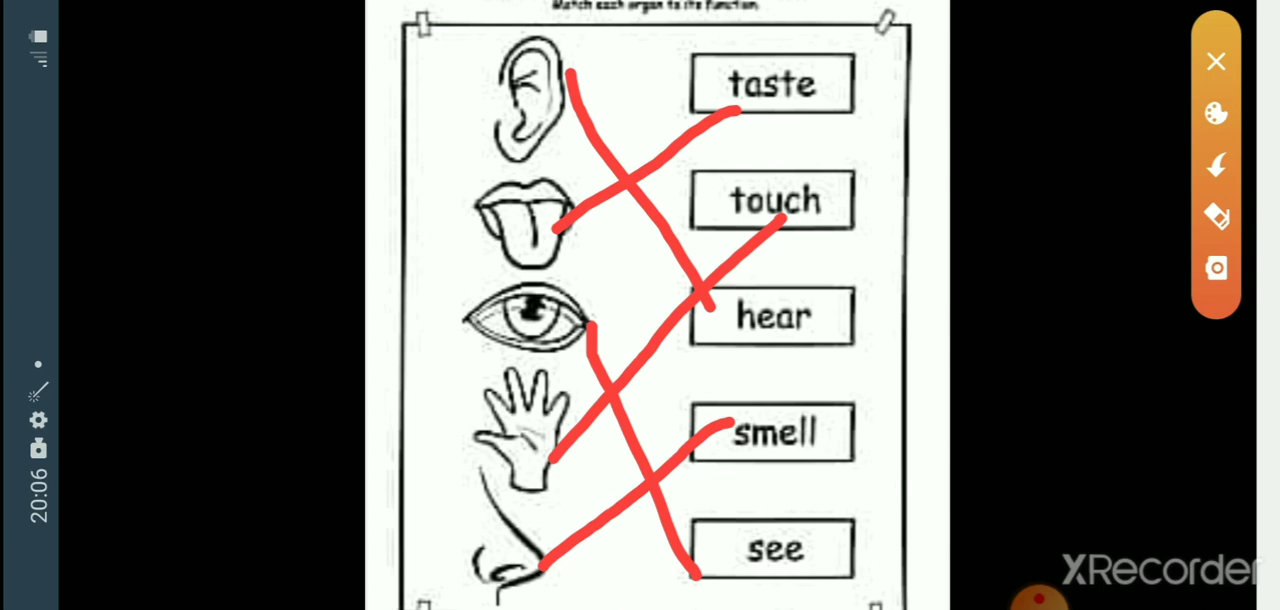 Match each organ to its function.
taste
touch
hear
smell
see
20:06
XRecorder